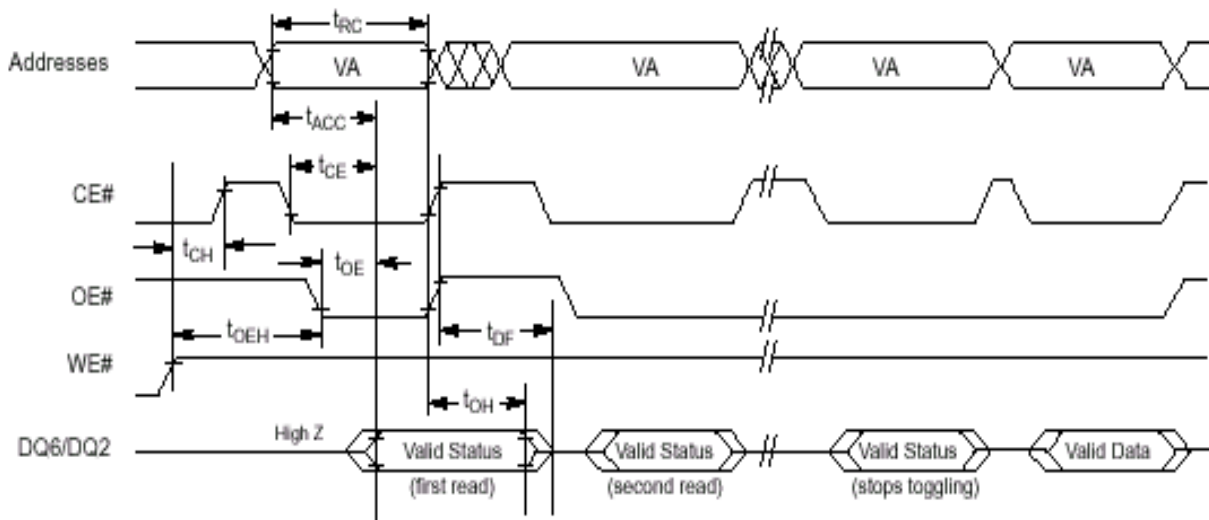 tRC
Addresses VA VA VA VA
tACC
tCE
CE#
tCH
tOE
OE#
tOEH
tDF
WE#
tOH
High Z
DQ6/DQ2 Valid Status Valid Status Valid Status Valid Data
(first read) (second read) (stops toggling)